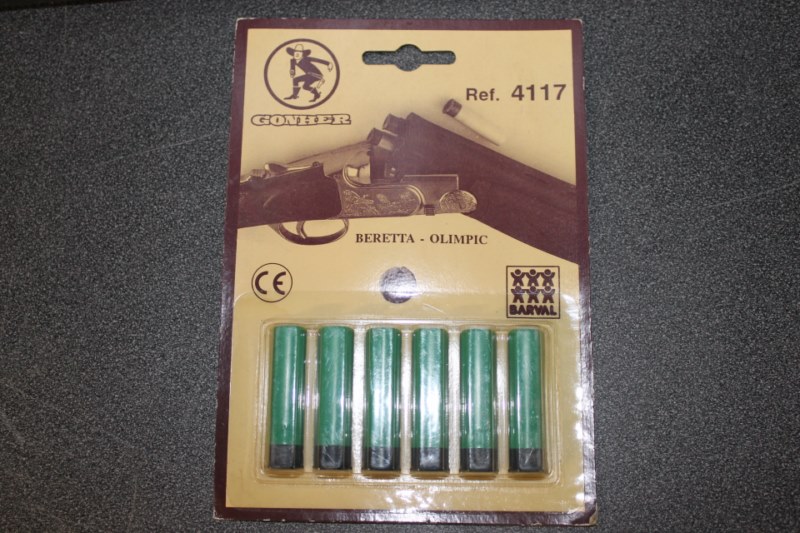 GONHER
Ref. 4117
BERETTA - OLIMPIC
CE
BARVAL